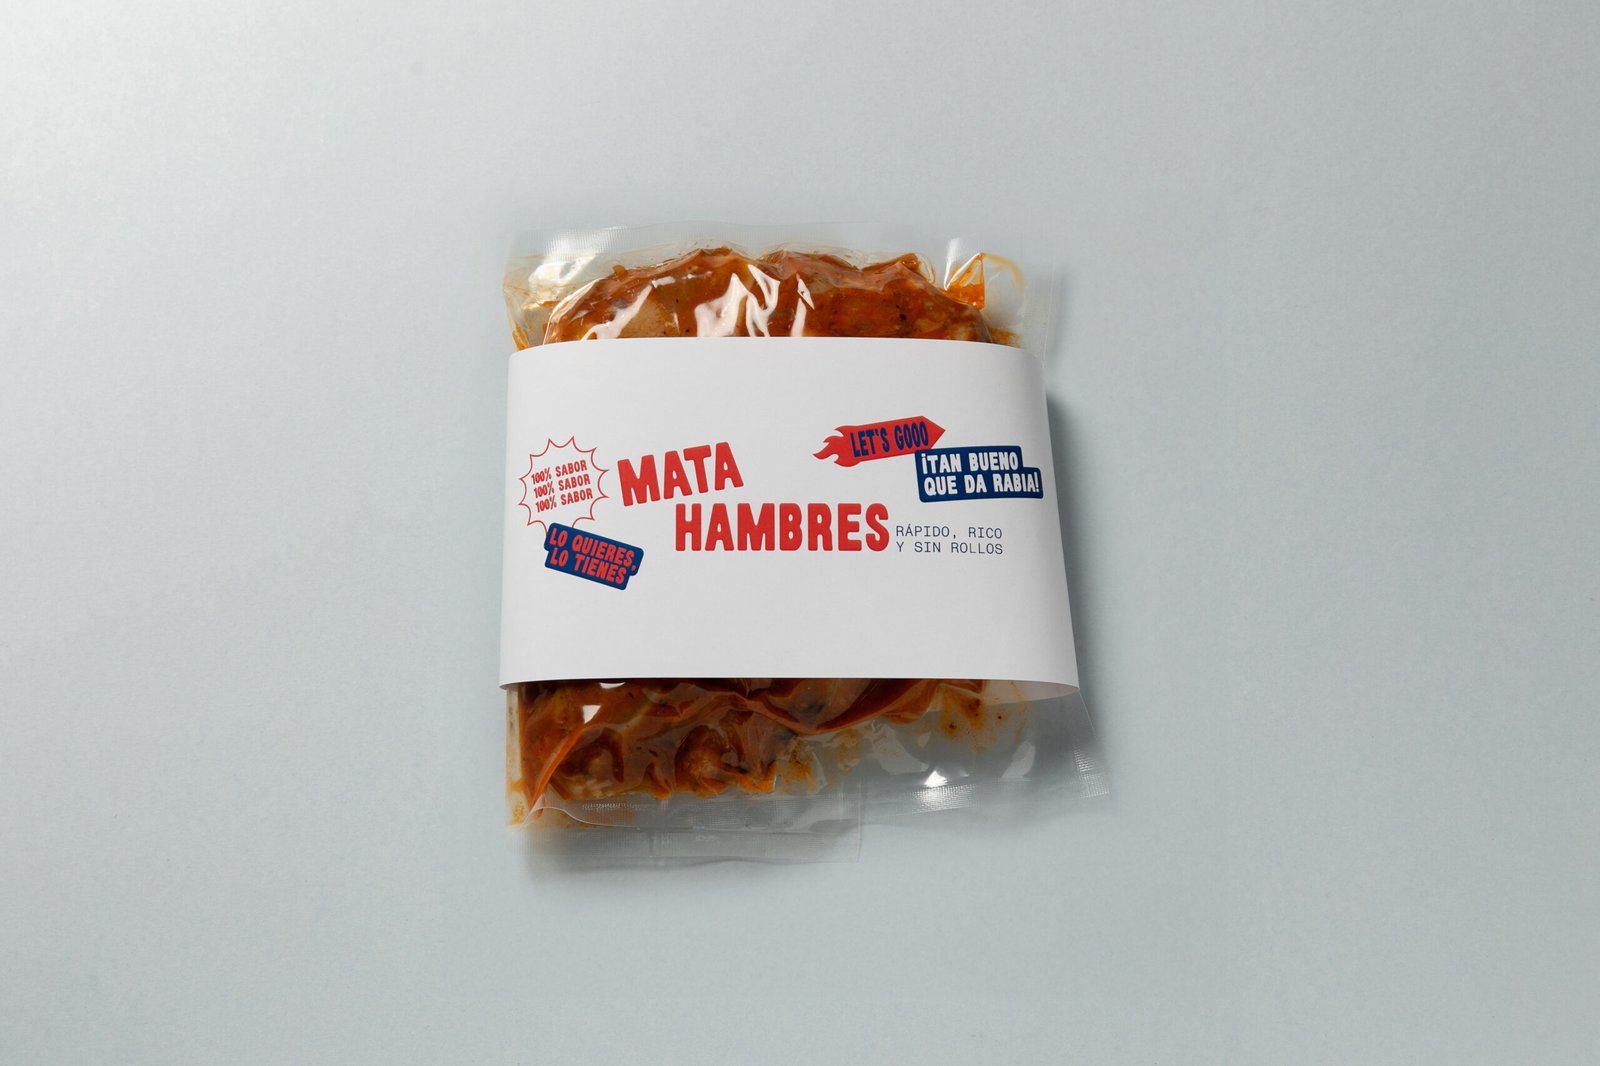 100% SABOR
100% SABOR
100% SABOR
LO QUIERES,
LO TIENES
MATA
HAMBRES
LET'S GOOO
¡TAN BUENO
QUE DA RABIA!
RÁPIDO, RICO
Y SIN ROLLOS